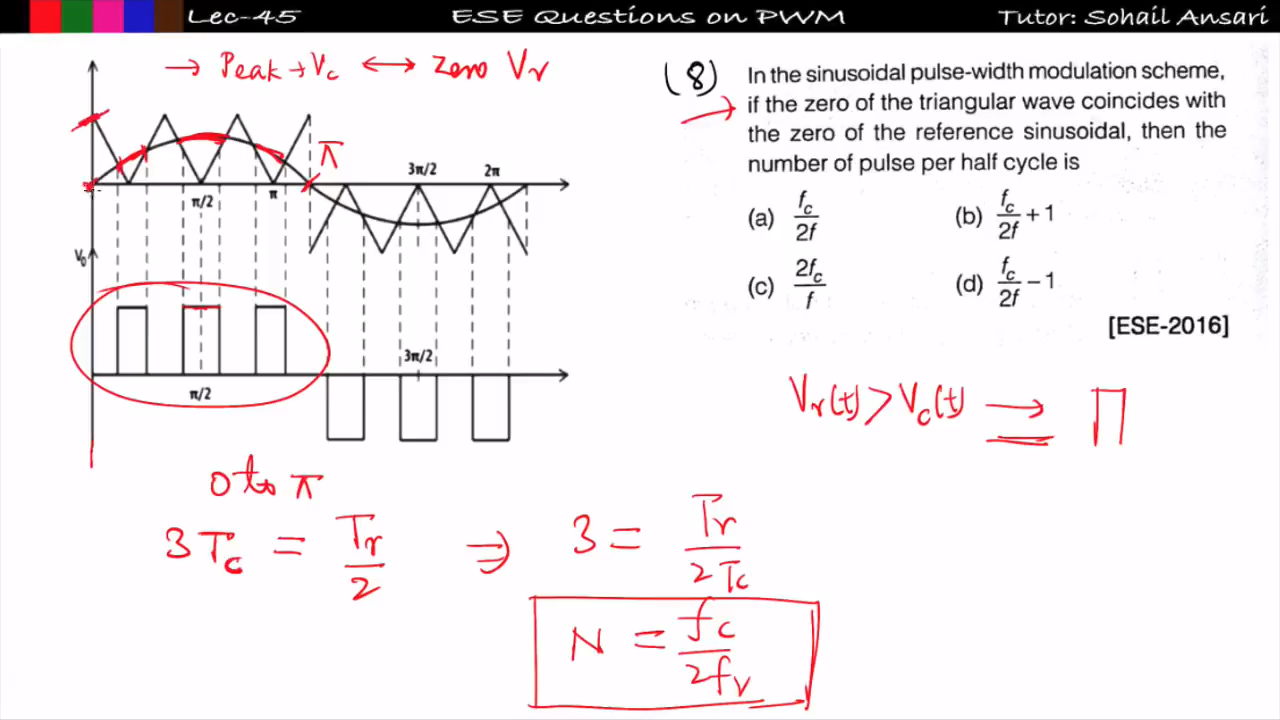 Lec-45
ESE Questions on PWM
Tutor: Sohail Ansari
→ Peak → Vc ↔ Zero Vr
π
π/2
π
3π/2
2π
V0
π/2
3π/2
0 to π
3Tc = Tr/2 ⇒ 3 = Tr/2Tc
N = fc/2fr
(8)
In the sinusoidal pulse-width modulation scheme,
if the zero of the triangular wave coincides with
the zero of the reference sinusoidal, then the
number of pulse per half cycle is
(a) fc/2f
(b) fc/2f + 1
(c) 2fc/f
(d) fc/2f − 1
[ESE-2016]
Vr(t) > Vc(t) →